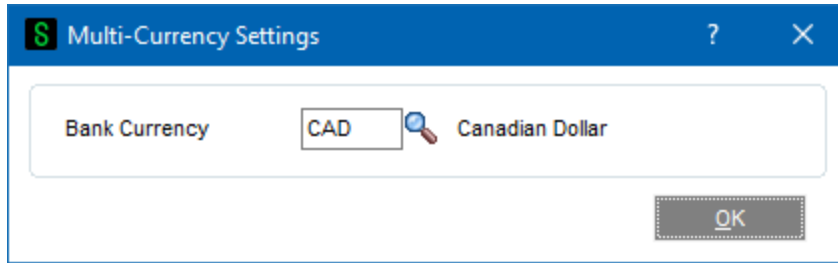 S Multi-Currency Settings ? ×
Bank Currency CAD Canadian Dollar
OK